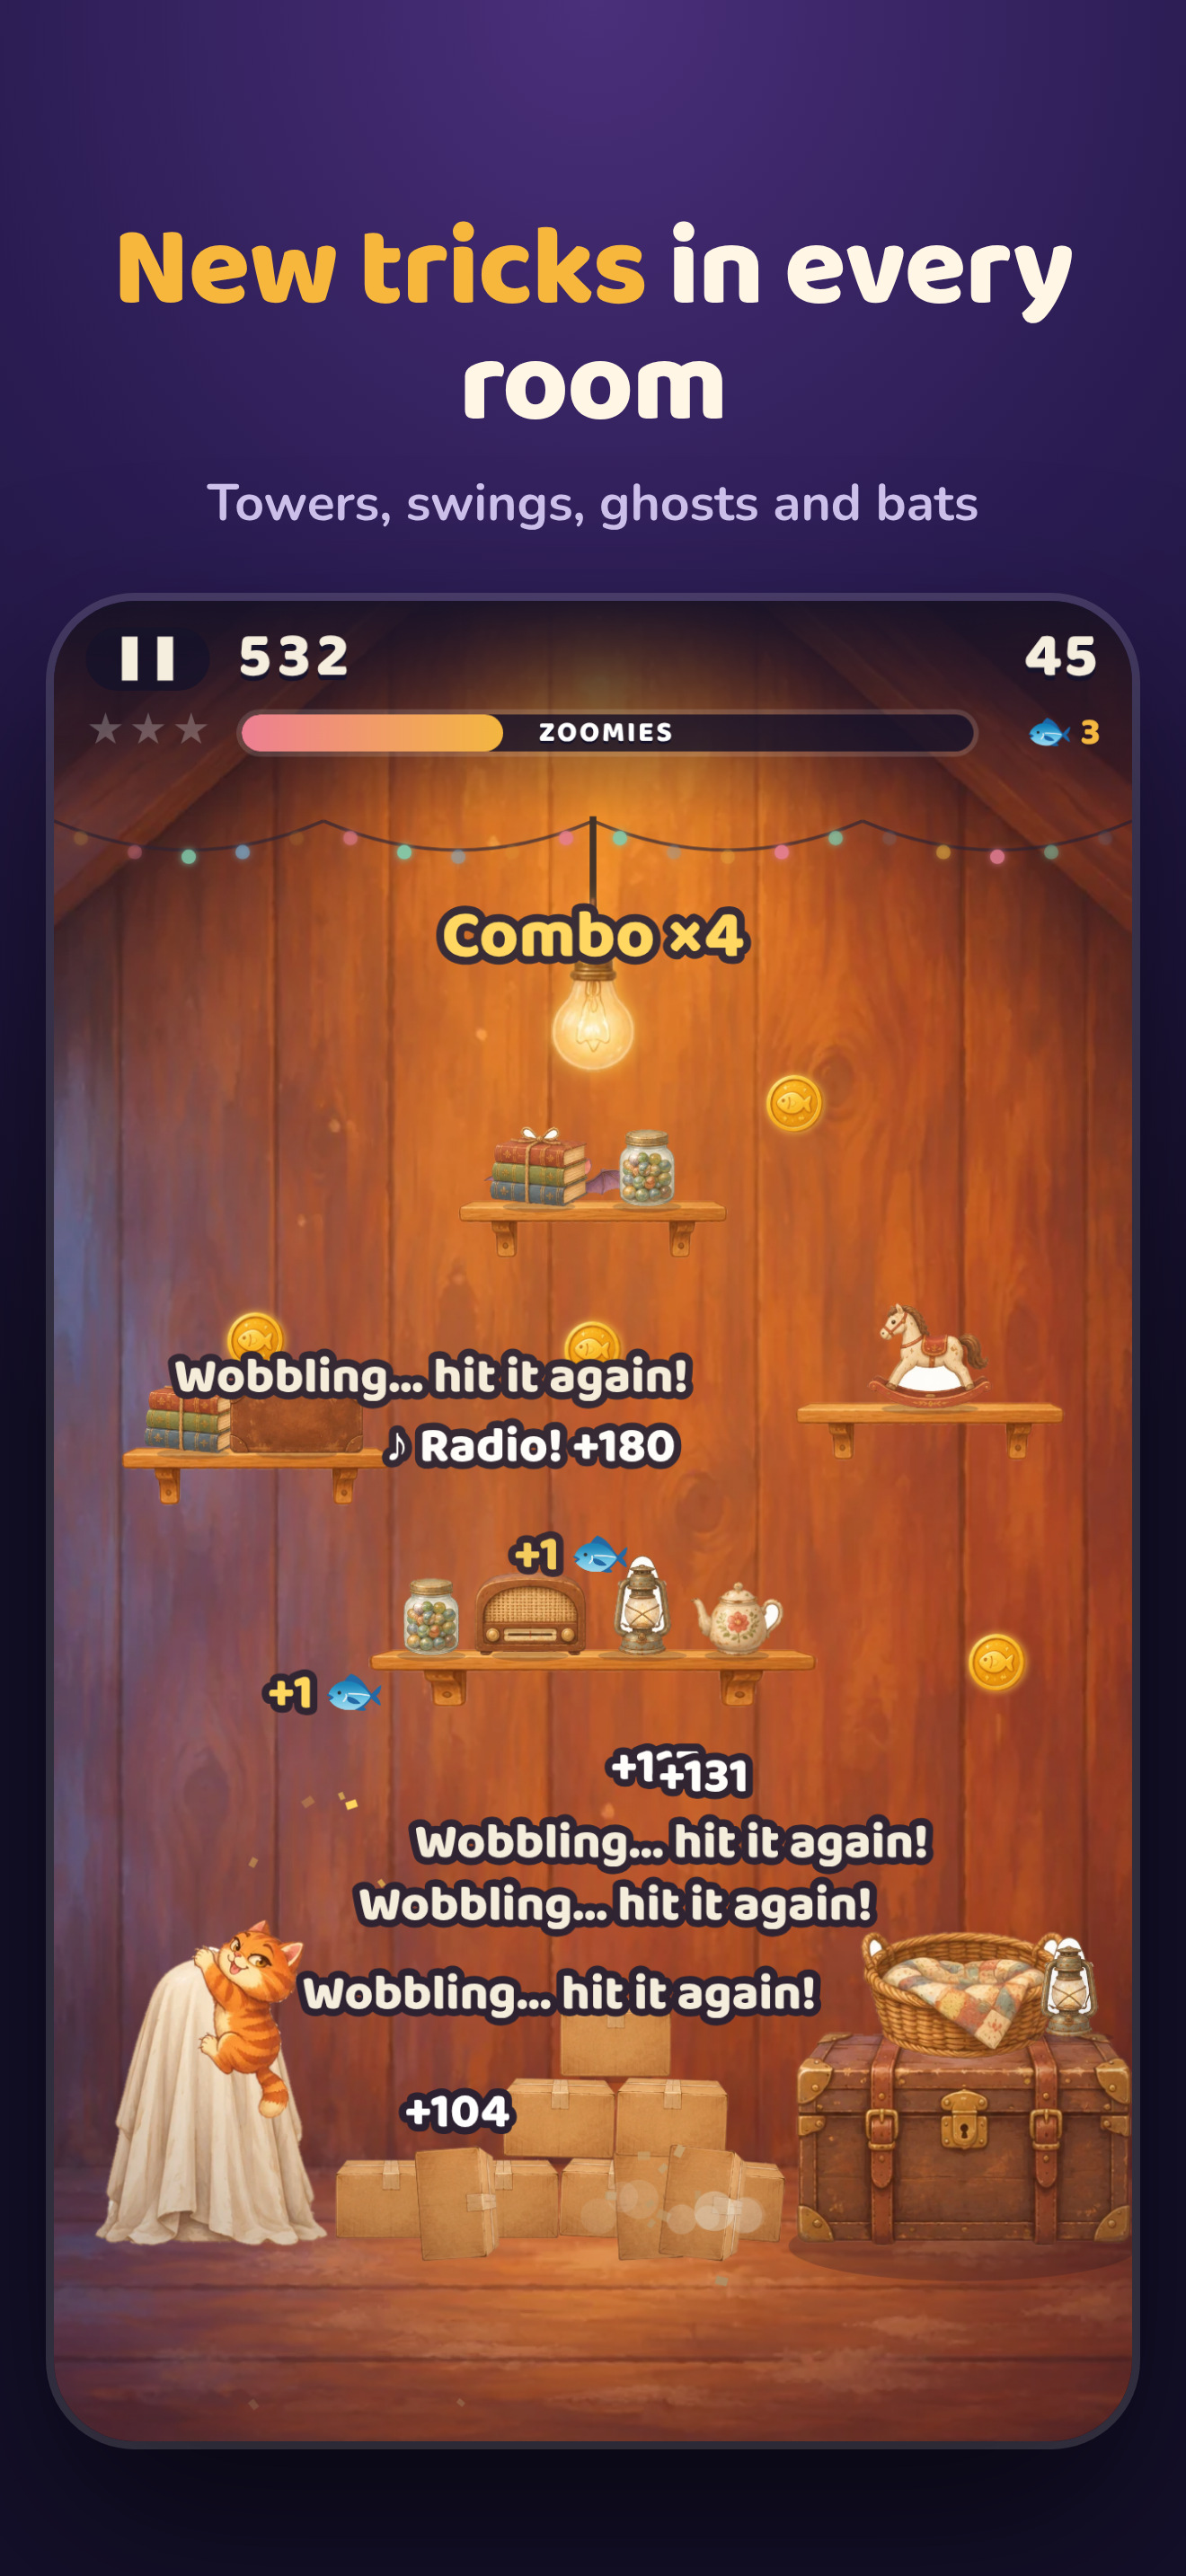 New tricks in every
room
Towers, swings, ghosts and bats
532
45
ZOOMIES
3
Combo ×4
Wobbling... hit it again!
♪ Radio! +180
+1
+1
+131
Wobbling... hit it again!
Wobbling... hit it again!
Wobbling... hit it again!
+104